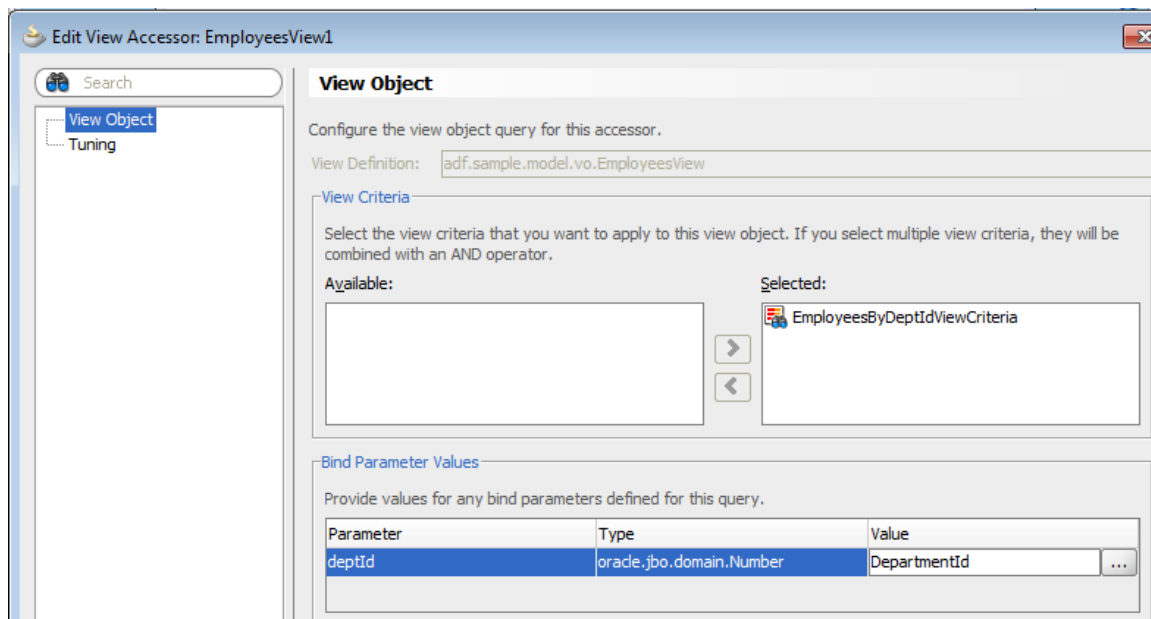 Edit View Accessor: EmployeesView1
Search
View Object
Tuning
View Object
Configure the view object query for this accessor.
View Definition: adf.sample.model.vo.EmployeesView
View Criteria
Select the view criteria that you want to apply to this view object. If you select multiple view criteria, they will be
combined with an AND operator.
Available: Selected:
EmployeesByDeptIdViewCriteria
Bind Parameter Values
Provide values for any bind parameters defined for this query.
Parameter Type Value
deptId oracle.jbo.domain.Number DepartmentId ...